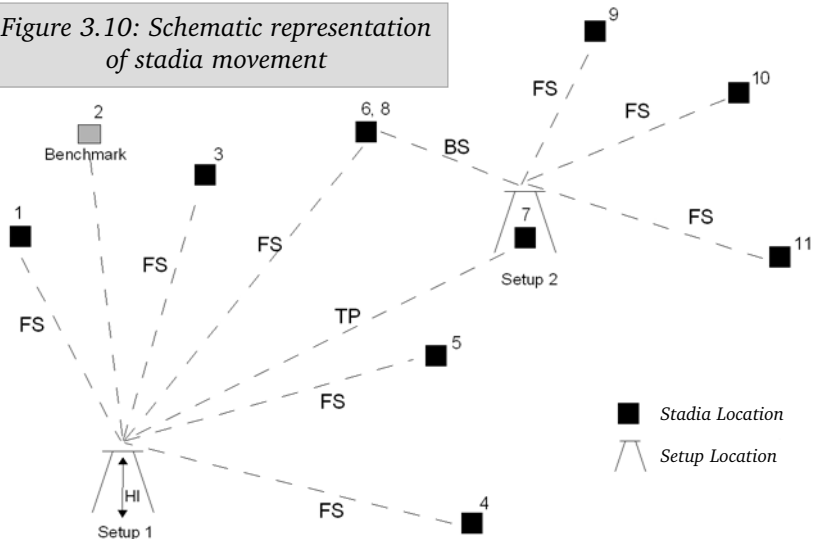 Figure 3.10: Schematic representation
of stadia movement
9
FS
10
FS
2
Benchmark
6, 8
BS
3
1
FS
FS
FS
7
Setup 2
FS
11
TP
5
FS
Stadia Location
HI
Setup 1
FS
4
Setup Location